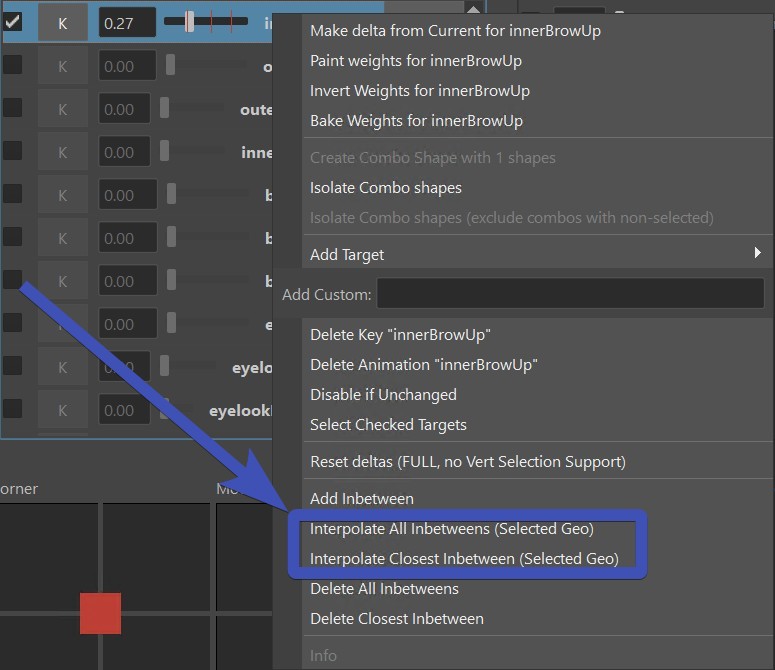 K 0.27 i
Make delta from Current for innerBrowUp
K 0.00 o
Paint weights for innerBrowUp
Invert Weights for innerBrowUp
K 0.00 oute
Bake Weights for innerBrowUp
K 0.00 inne
Create Combo Shape with 1 shapes
K 0.00 b
Isolate Combo shapes
Isolate Combo shapes (exclude combos with non-selected)
K 0.00 b
Add Target
K 0.00 b
Add Custom:
K 0.00 e
Delete Key "innerBrowUp"
K eyelo
Delete Animation "innerBrowUp"
Disable if Unchanged
K 0.00 eyelook
Select Checked Targets
Reset deltas (FULL, no Vert Selection Support)
orner
Add Inbetween
Interpolate All Inbetweens (Selected Geo)
Interpolate Closest Inbetween (Selected Geo)
Delete All Inbetweens
Delete Closest Inbetween
Info